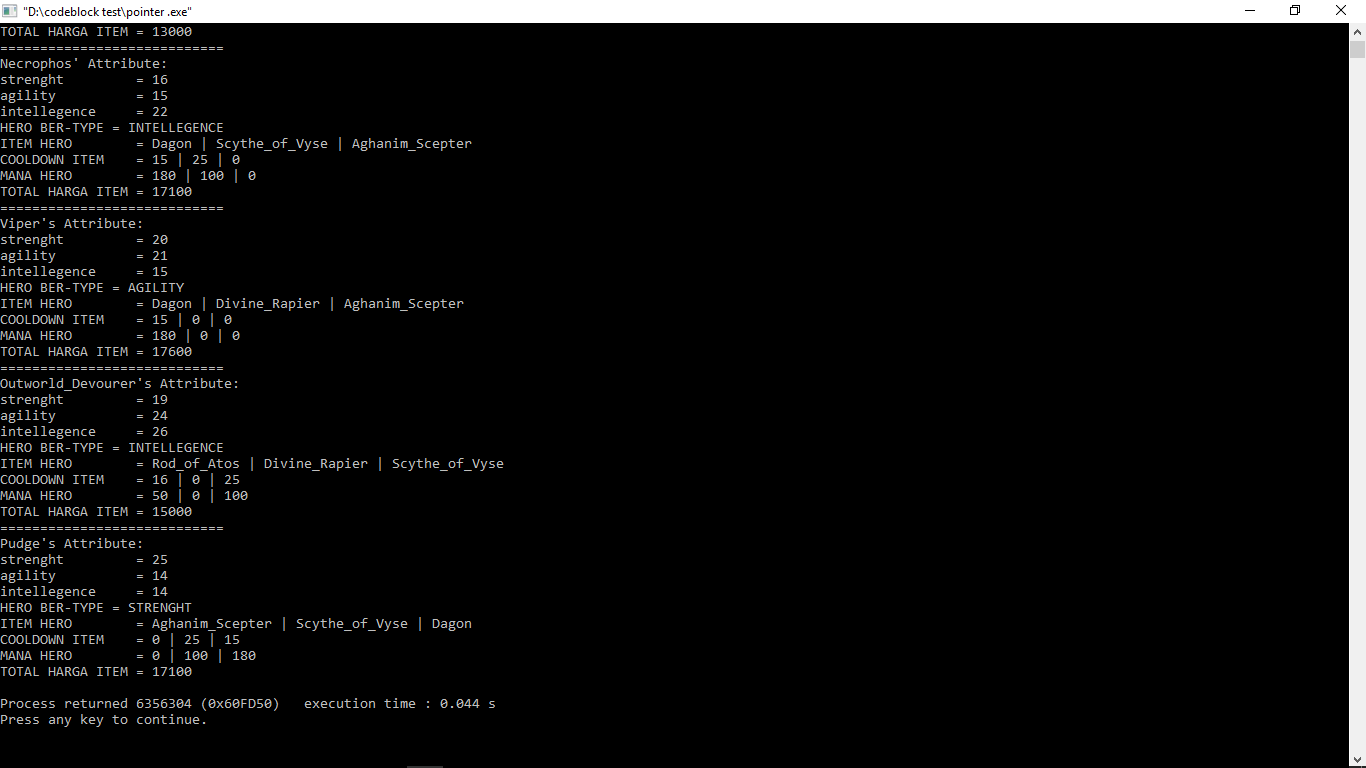 "D:\codeblock test\pointer .exe"
TOTAL HARGA ITEM = 13000
============================
Necrophos' Attribute:
strenght         = 16
agility          = 15
intellegence     = 22
HERO BER-TYPE = INTELLEGENCE
ITEM HERO        = Dagon | Scythe_of_Vyse | Aghanim_Scepter
COOLDOWN ITEM    = 15 | 25 | 0
MANA HERO        = 180 | 100 | 0
TOTAL HARGA ITEM = 17100
============================
Viper's Attribute:
strenght         = 20
agility          = 21
intellegence     = 15
HERO BER-TYPE = AGILITY
ITEM HERO        = Dagon | Divine_Rapier | Aghanim_Scepter
COOLDOWN ITEM    = 15 | 0 | 0
MANA HERO        = 180 | 0 | 0
TOTAL HARGA ITEM = 17600
============================
Outworld_Devourer's Attribute:
strenght         = 19
agility          = 24
intellegence     = 26
HERO BER-TYPE = INTELLEGENCE
ITEM HERO        = Rod_of_Atos | Divine_Rapier | Scythe_of_Vyse
COOLDOWN ITEM    = 16 | 0 | 25
MANA HERO        = 50 | 0 | 100
TOTAL HARGA ITEM = 15000
============================
Pudge's Attribute:
strenght         = 25
agility          = 14
intellegence     = 14
HERO BER-TYPE = STRENGHT
ITEM HERO        = Aghanim_Scepter | Scythe_of_Vyse | Dagon
COOLDOWN ITEM    = 0 | 25 | 15
MANA HERO        = 0 | 100 | 180
TOTAL HARGA ITEM = 17100
Process returned 6356304 (0x60FD50)   execution time : 0.044 s
Press any key to continue.